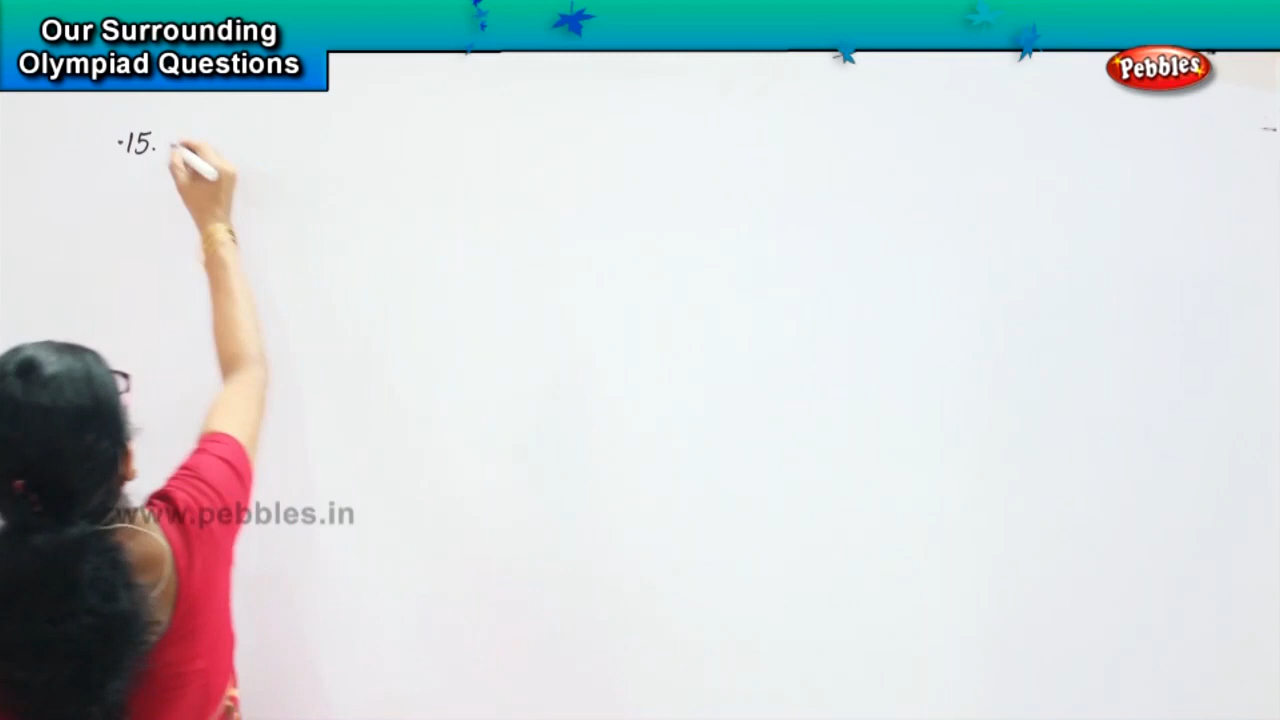 Our Surrounding
Olympiad Questions
Pebbles
15.
www.pebbles.in